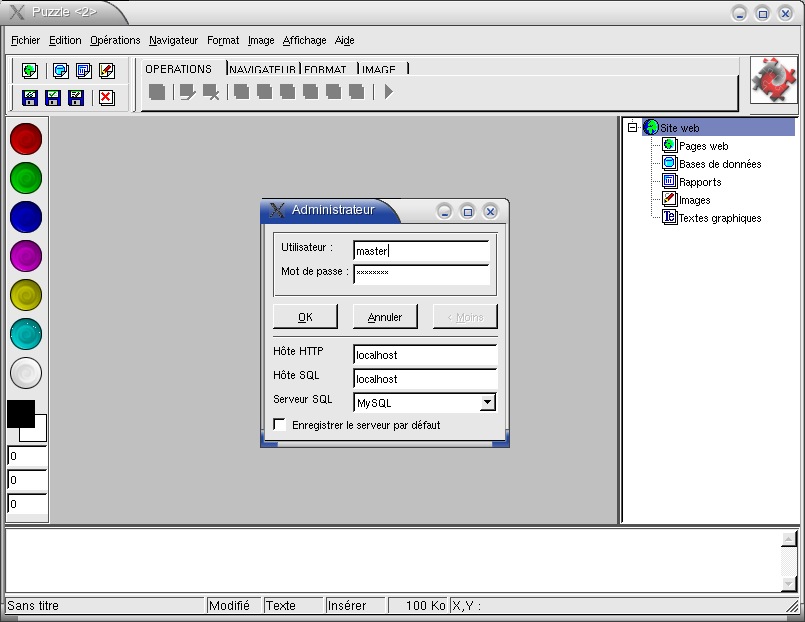 Puzzle <2>
Fichier Edition Opérations Navigateur Format Image Affichage Aide
OPERATIONS NAVIGATEUR FORMAT IMAGE
Site web
Pages web
Bases de données
Rapports
Images
Te Textes graphiques
Administrateur
Utilisateur : master
Mot de passe : ********
OK Annuler < Moins
Hôte HTTP localhost
Hôte SQL localhost
Serveur SQL MySQL
Enregistrer le serveur par défaut
0
0
0
Sans titre Modifié Texte Insérer 100 Ko X,Y :